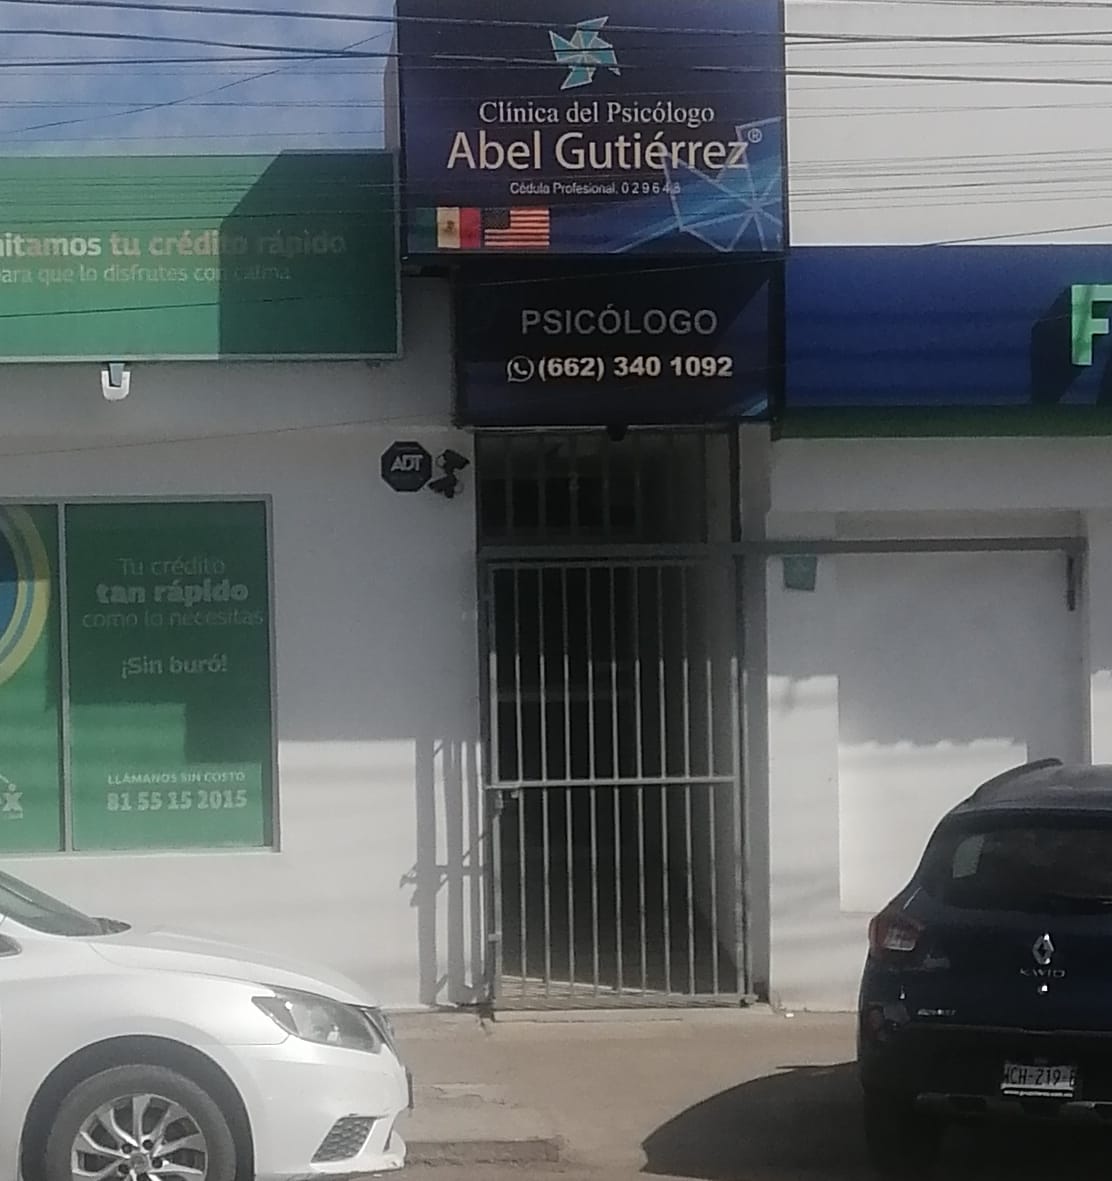 Clínica del Psicólogo
Abel Gutiérrez®
Cédula Profesional. 029648
PSICÓLOGO
(662) 340 1092
tu crédito rápido
para que lo disfrutes con calma
ADT
Tu crédito
tan rápido
como lo necesitas
¡Sin buró!
LLÁMANOS SIN COSTO
81 55 15 2015
F
KWID